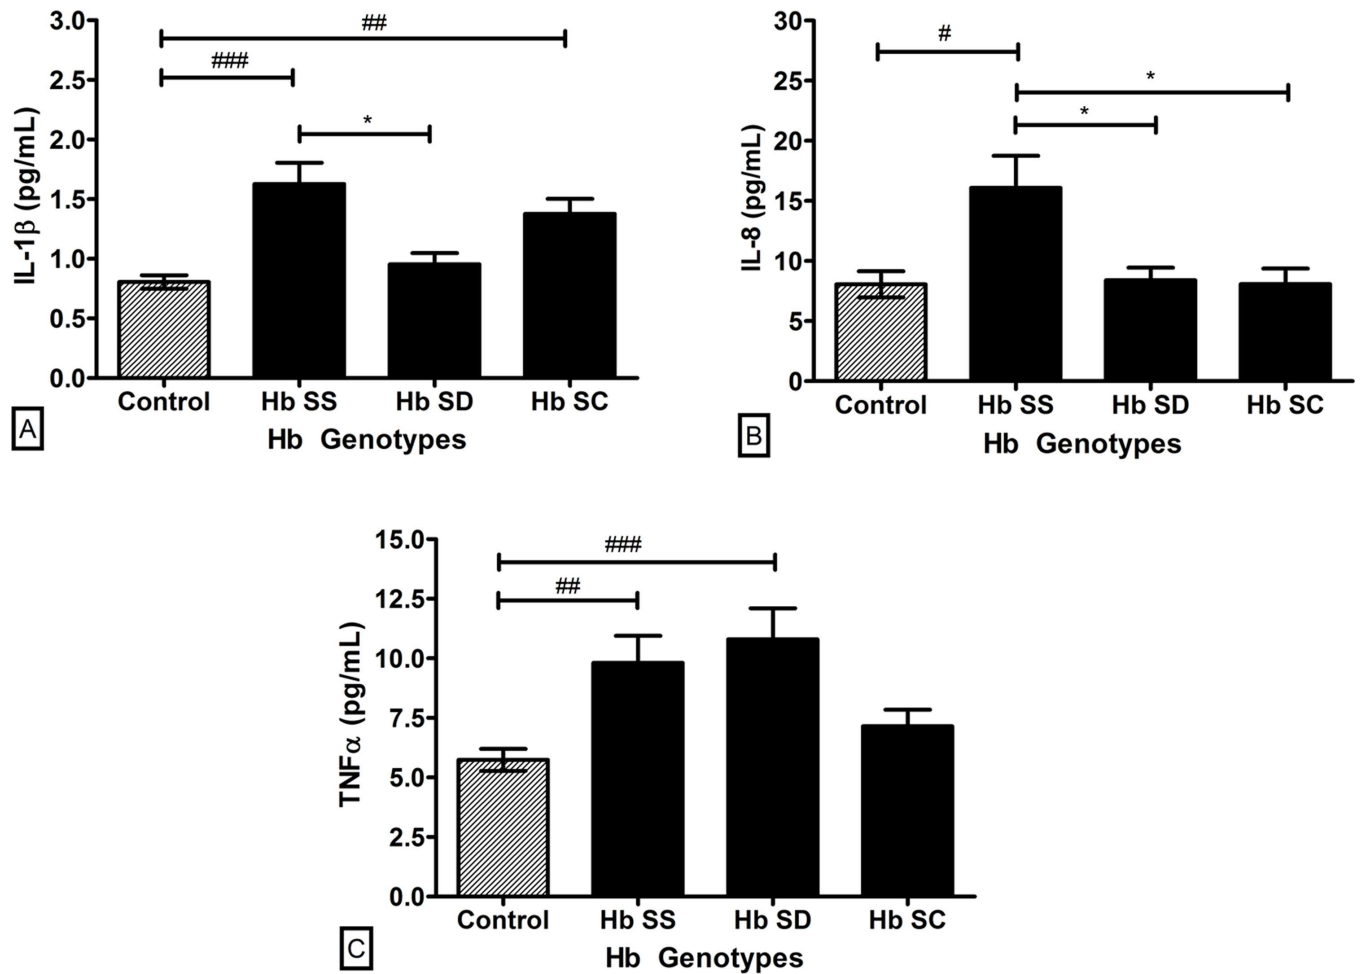 3.0
2.5
2.0
1.5
1.0
0.5
0.0
IL-1β (pg/mL)
##
###
*
Control Hb SS Hb SD Hb SC
Hb Genotypes
A
30
25
20
15
10
5
0
IL-8 (pg/mL)
#
*
*
Control Hb SS Hb SD Hb SC
Hb Genotypes
B
15.0
12.5
10.0
7.5
5.0
2.5
0.0
TNFα (pg/mL)
###
##
Control Hb SS Hb SD Hb SC
Hb Genotypes
C